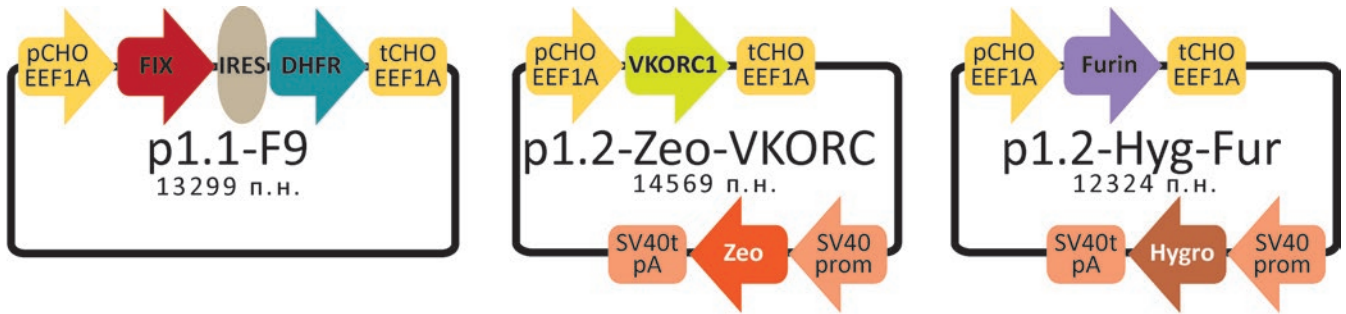 pCHO
EEF1A
FIX
IRES
DHFR
tCHO
EEF1A
p1.1-F9
13299 п.н.
pCHO
EEF1A
VKORC1
tCHO
EEF1A
p1.2-Zeo-VKORC
14569 п.н.
SV40t
pA
Zeo
SV40
prom
pCHO
EEF1A
Furin
tCHO
EEF1A
p1.2-Hyg-Fur
12324 п.н.
SV40t
pA
Hygro
SV40
prom